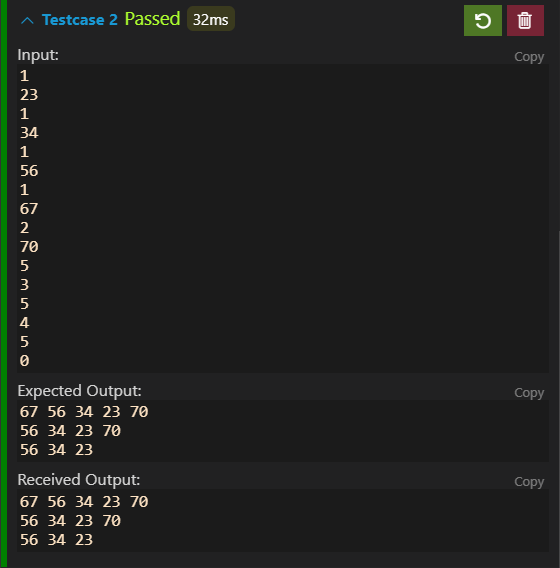 Testcase 2 Passed 32ms
Input:
Copy
1
23
1
34
1
56
1
67
2
70
5
3
5
4
5
0
Expected Output:
Copy
67 56 34 23 70
56 34 23 70
56 34 23
Received Output:
Copy
67 56 34 23 70
56 34 23 70
56 34 23